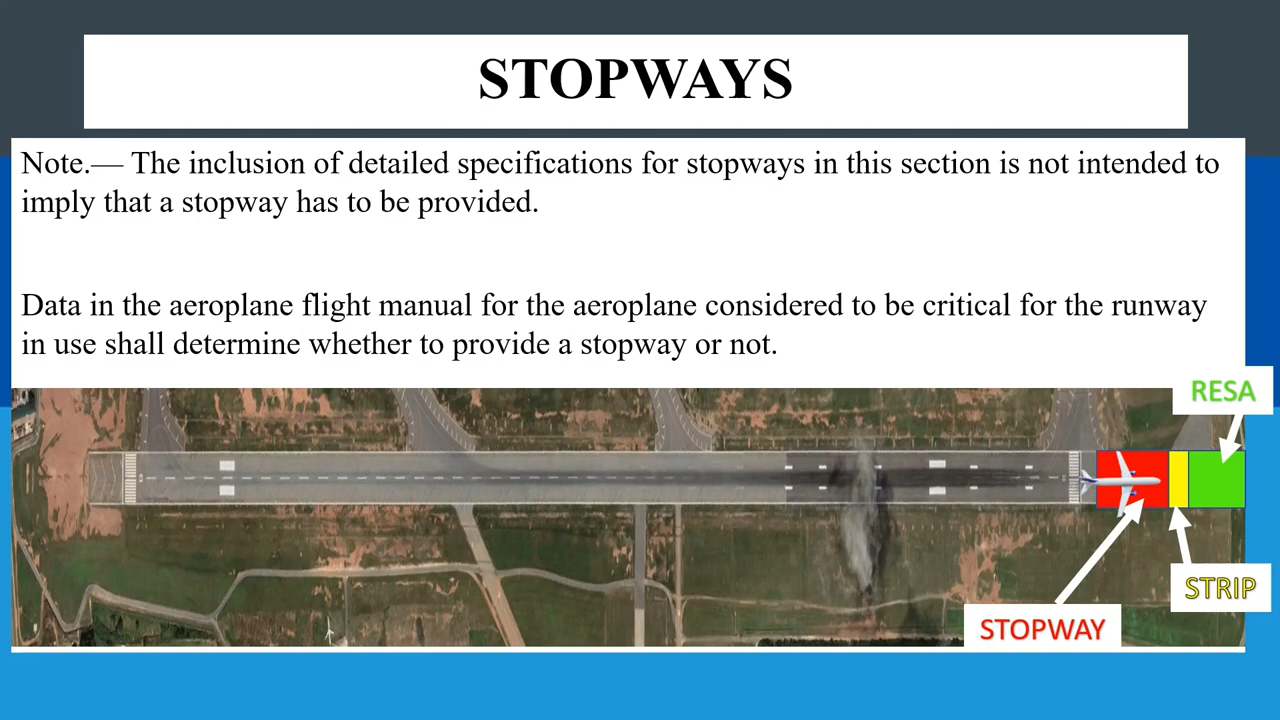 STOPWAYS
Note.— The inclusion of detailed specifications for stopways in this section is not intended to
imply that a stopway has to be provided.
Data in the aeroplane flight manual for the aeroplane considered to be critical for the runway
in use shall determine whether to provide a stopway or not.
RESA
STRIP
STOPWAY